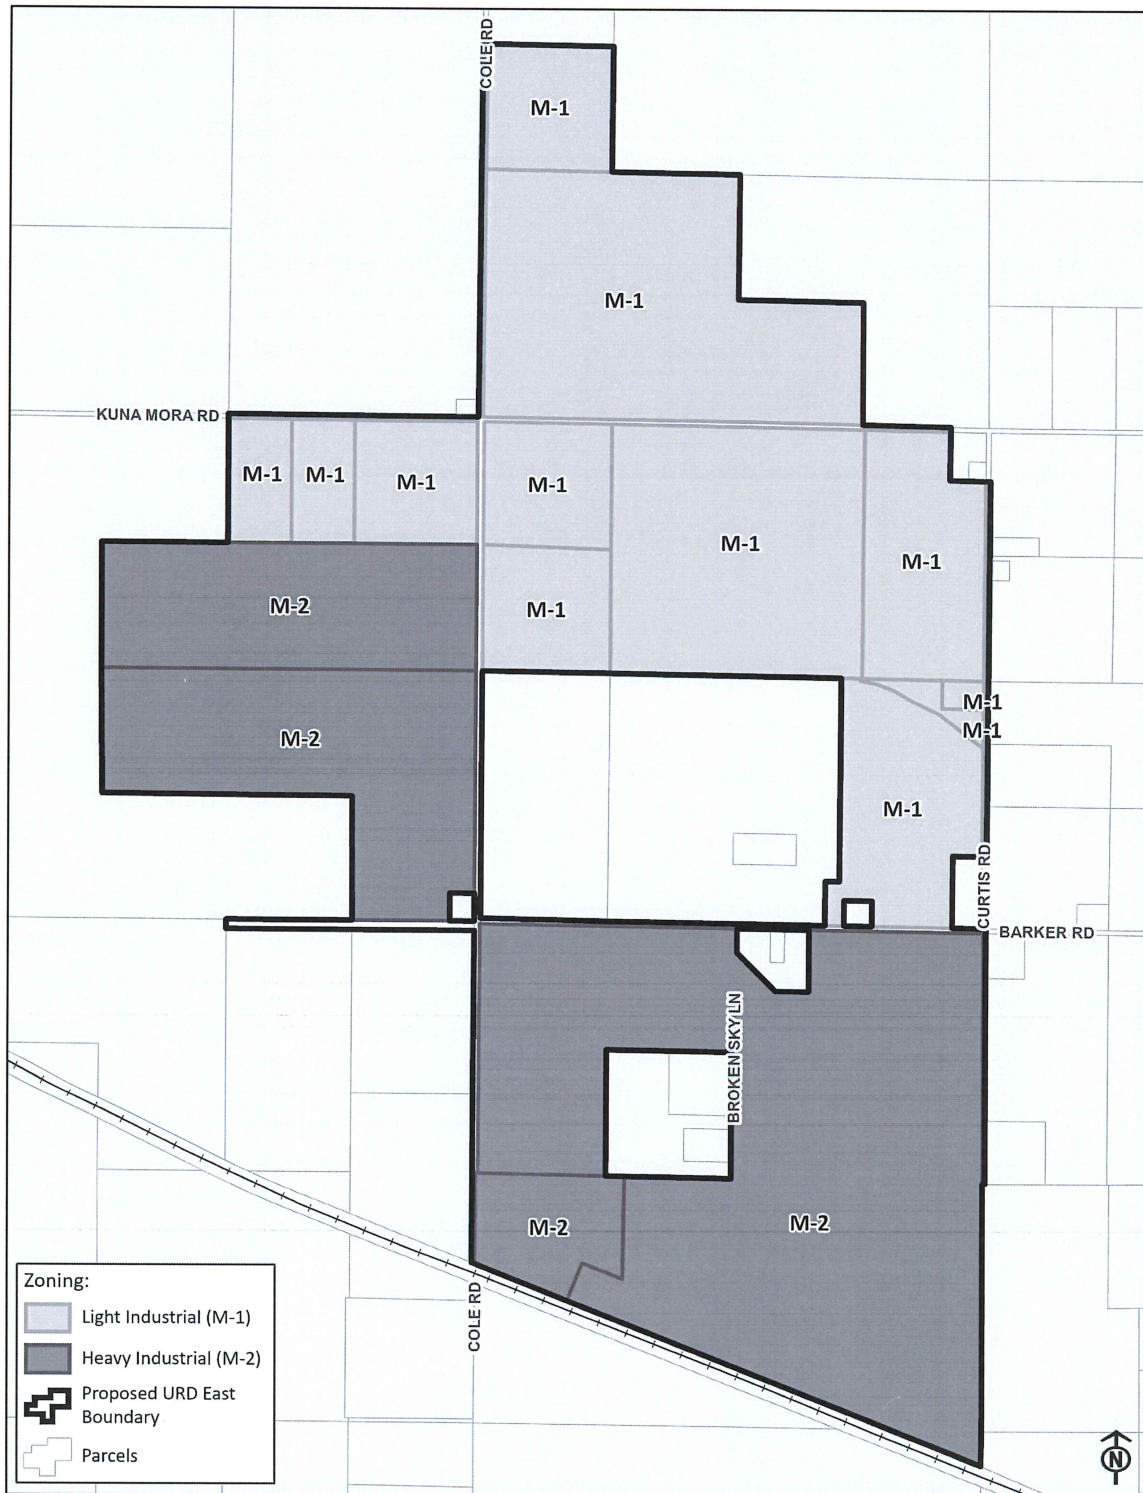 COLE RD
M-1
M-1
KUNA MORA RD
M-1
M-1
M-1
M-1
M-1
M-1
M-2
M-1
M-1
M-1
M-2
M-1
CURTIS RD
BARKER RD
BROKEN SKY LN
M-2
M-2
COLE RD
Zoning:
Light Industrial (M-1)
Heavy Industrial (M-2)
Proposed URD East
Boundary
Parcels
N